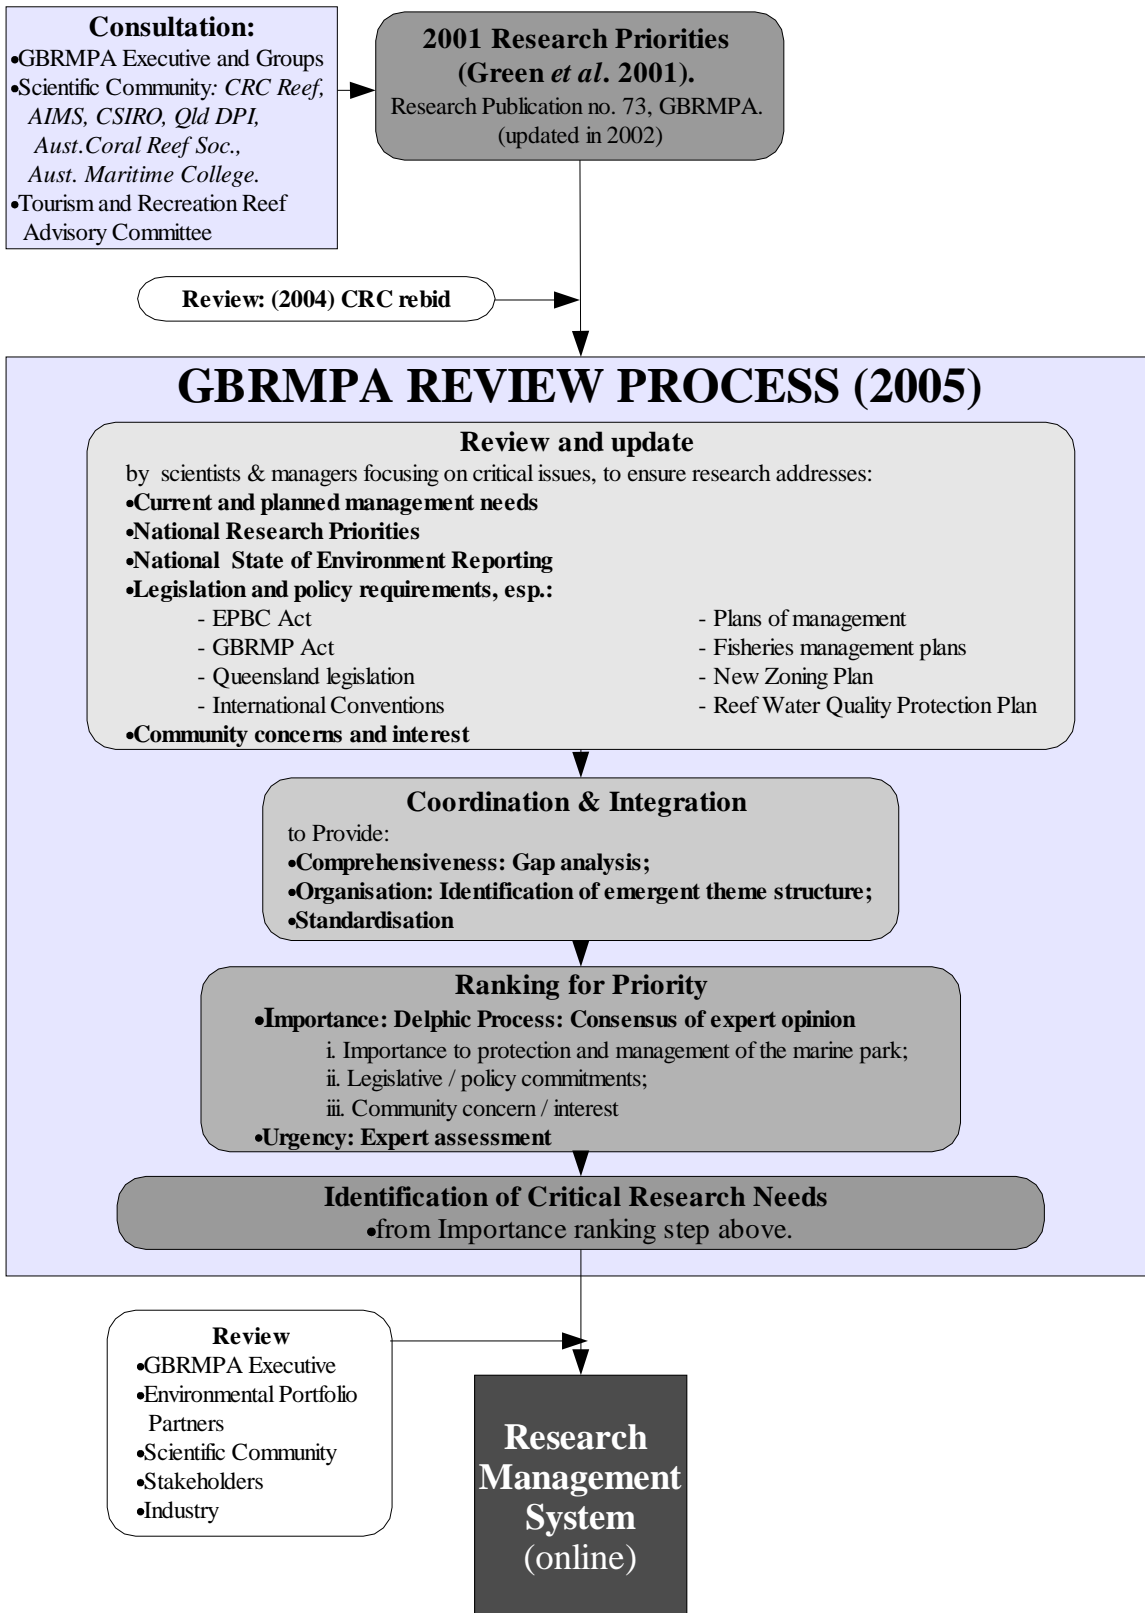 Consultation:
•GBRMPA Executive and Groups
•Scientific Community: CRC Reef,
AIMS, CSIRO, Qld DPI,
Aust.Coral Reef Soc.,
Aust. Maritime College.
•Tourism and Recreation Reef
Advisory Committee
2001 Research Priorities
(Green et al. 2001).
Research Publication no. 73, GBRMPA.
(updated in 2002)
Review: (2004) CRC rebid
GBRMPA REVIEW PROCESS (2005)
Review and update
by scientists & managers focusing on critical issues, to ensure research addresses:
•Current and planned management needs
•National Research Priorities
•National State of Environment Reporting
•Legislation and policy requirements, esp.:
- EPBC Act
- GBRMP Act
- Queensland legislation
- International Conventions
- Plans of management
- Fisheries management plans
- New Zoning Plan
- Reef Water Quality Protection Plan
•Community concerns and interest
Coordination & Integration
to Provide:
•Comprehensiveness: Gap analysis;
•Organisation: Identification of emergent theme structure;
•Standardisation
Ranking for Priority
•Importance: Delphic Process: Consensus of expert opinion
i. Importance to protection and management of the marine park;
ii. Legislative / policy commitments;
iii. Community concern / interest
•Urgency: Expert assessment
Identification of Critical Research Needs
•from Importance ranking step above.
Review
•GBRMPA Executive
•Environmental Portfolio
Partners
•Scientific Community
•Stakeholders
•Industry
Research
Management
System
(online)